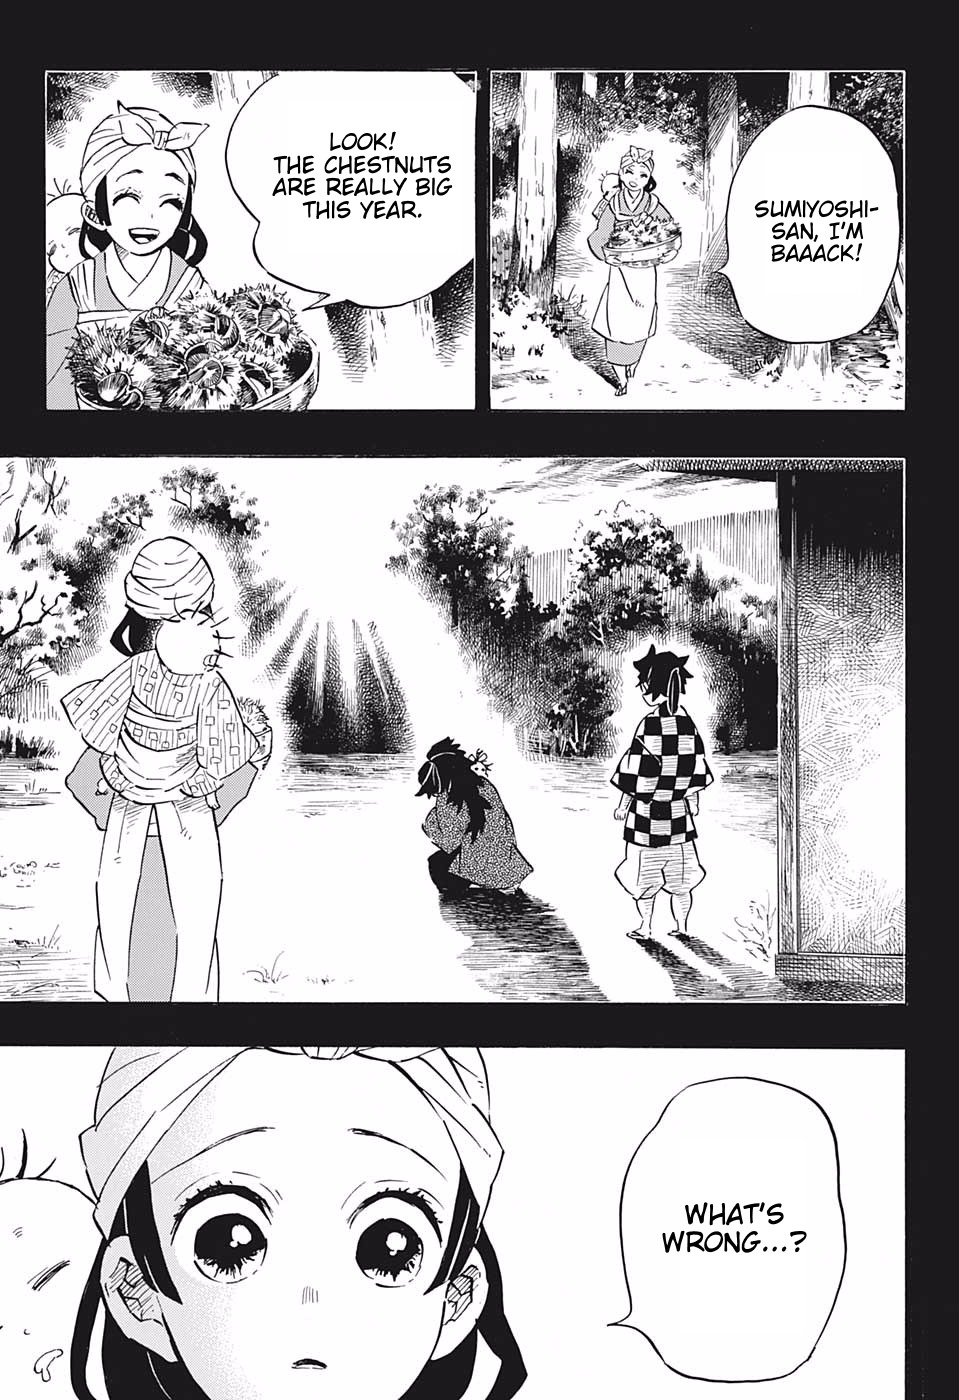 SUMIYOSHI-
SAN, I'M
BAAACK!
LOOK!
THE CHESTNUTS
ARE REALLY BIG
THIS YEAR.
WHAT'S
WRONG...?